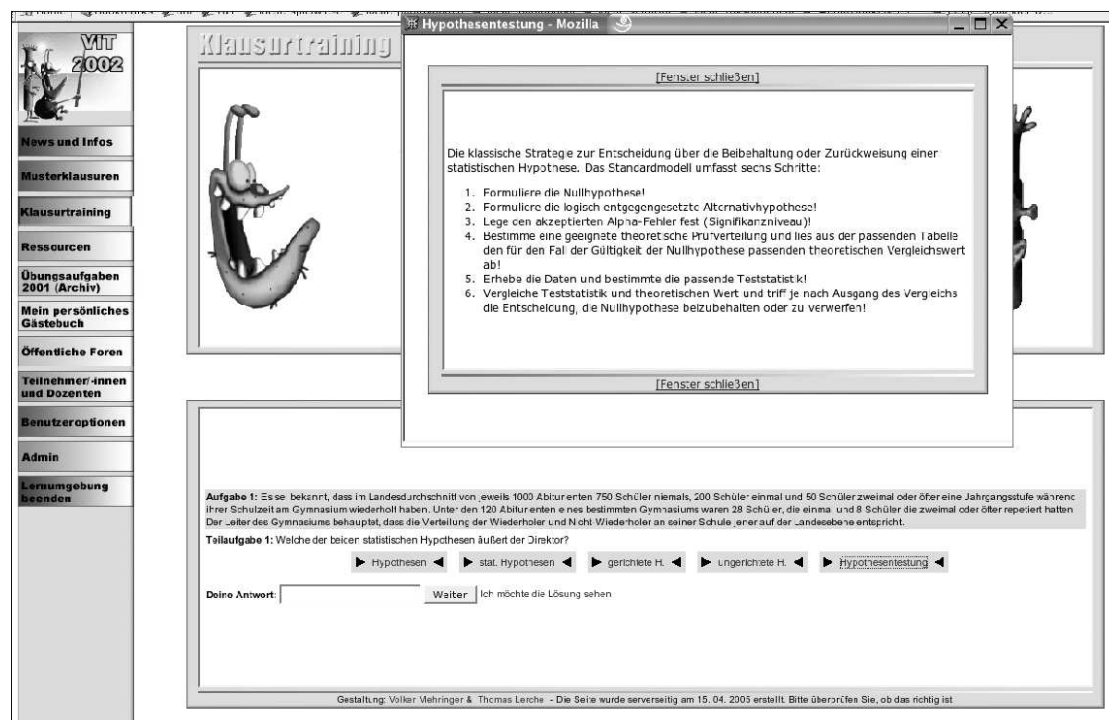 VIT
2002
News und Infos
Musterklausuren
Klausurtraining
Ressourcen
Übungsaufgaben
2001 (Archiv)
Mein persönliches
Gästebuch
Öffentliche Foren
Teilnehmer/-innen
und Dozenten
Benutzeroptionen
Admin
Lernumgebung
beenden
Klausurtraining
Hypothesentestung - Mozilla
[Fenster schließen]
Die klassische Strategie zur Entscheidung über die Beibehaltung oder Zurückweisung einer
statistischen Hypothese. Das Standardmodell umfasst sechs Schritte:
1. Formuliere die Nullhypothese!
2. Formuliere die logisch entgegengesetzte Alternativhypothese!
3. Lege den akzeptierten Alpha-Fehler fest (Signifikanzniveau)!
4. Bestimme eine geeignete theoretische Prüfverteilung und lies aus der passenden Tabelle
den für den Fall der Gültigkeit der Nullhypothese passenden theoretischen Vergleichswert
ab!
5. Erhebe die Daten und bestimmte die passende Teststatistik!
6. Vergleiche Teststatistik und theoretischen Wert und triff je nach Ausgang des Vergleichs
die Entscheidung, die Nullhypothese beizubehalten oder zu verwerfen!
[Fenster schließen]
Aufgabe 1: Es sei bekannt, dass im Landesdurchschnitt von jeweils 1000 Abiturienten 750 Schüler niemals, 200 Schüler einmal und 50 Schüler zweimal oder öfter eine Jahrgangsstufe während
ihrer Schulzeit am Gymnasium wiederholt haben. Unter den 120 Abiturienten eines bestimmten Gymnasiums waren 28 Schüler, die einmal und 8 Schüler die zweimal oder öfter repetiert hatten
Der Leiter des Gymnasiums behauptet, dass die Verteilung der Wiederholer und Nicht-Wiederholer an seiner Schule jener auf der Landesebene entspricht.
Teilaufgabe 1: Welche der beiden statistischen Hypothesen äußert der Direktor?
Hypothesen stat. Hypothesen gerichtete H. ungerichtete H. Hypothesentestung
Deine Antwort: Weiter Ich möchte die Lösung sehen
Gestaltung: Volker Mehringer & Thomas Lerche - Die Seite wurde serverseitig am 15. 04. 2005 erstellt. Bitte überprüfen Sie, ob das richtig ist